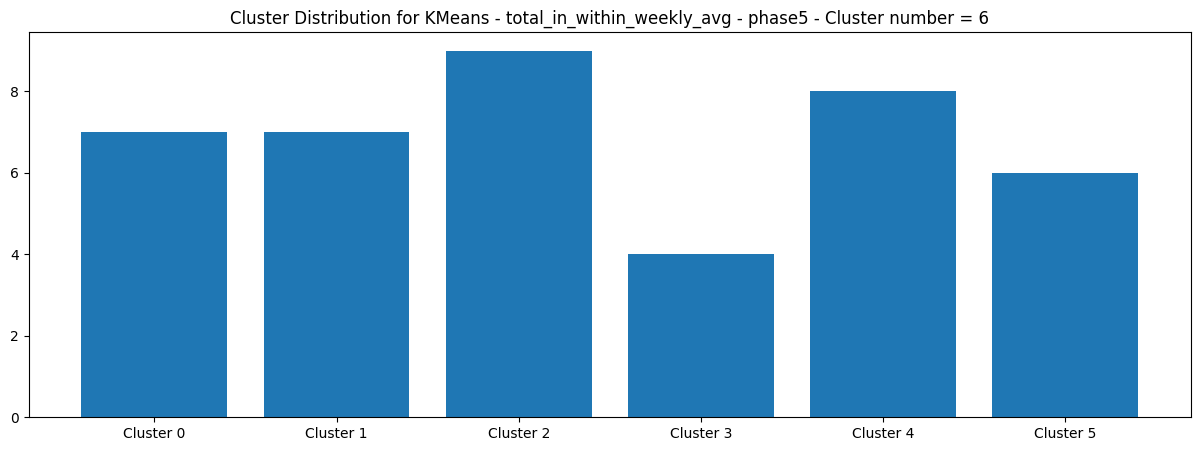 Cluster Distribution for KMeans - total_in_within_weekly_avg - phase5 - Cluster number = 6
8
6
4
2
0
Cluster 0 Cluster 1 Cluster 2 Cluster 3 Cluster 4 Cluster 5